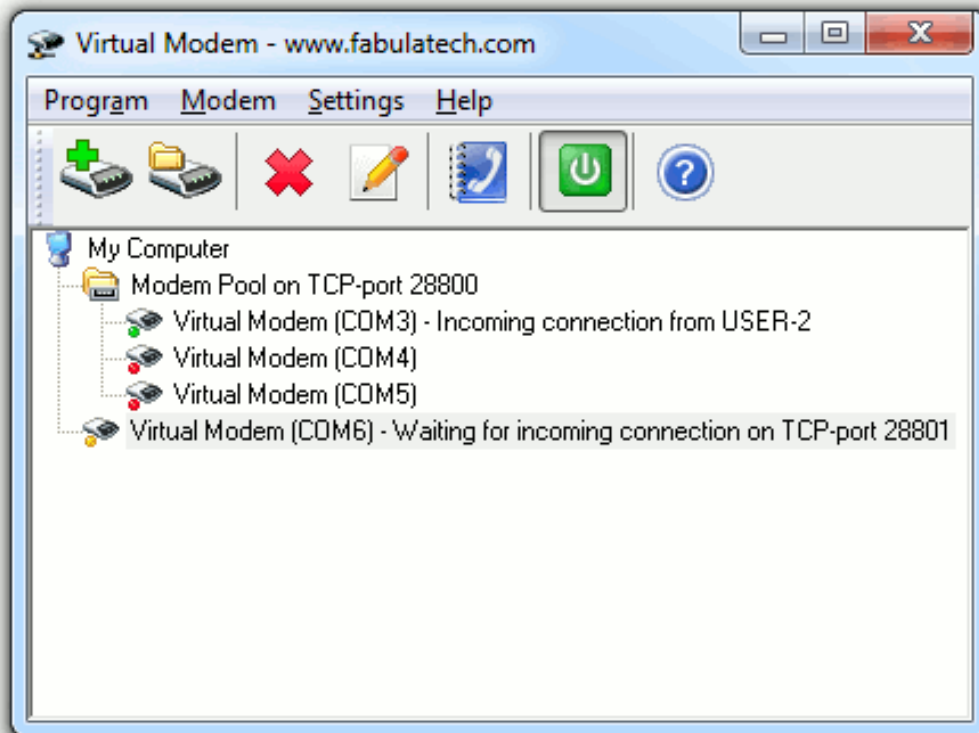 Virtual Modem - www.fabulatech.com
Program Modem Settings Help
My Computer
Modem Pool on TCP-port 28800
Virtual Modem (COM3) - Incoming connection from USER-2
Virtual Modem (COM4)
Virtual Modem (COM5)
Virtual Modem (COM6) - Waiting for incoming connection on TCP-port 28801